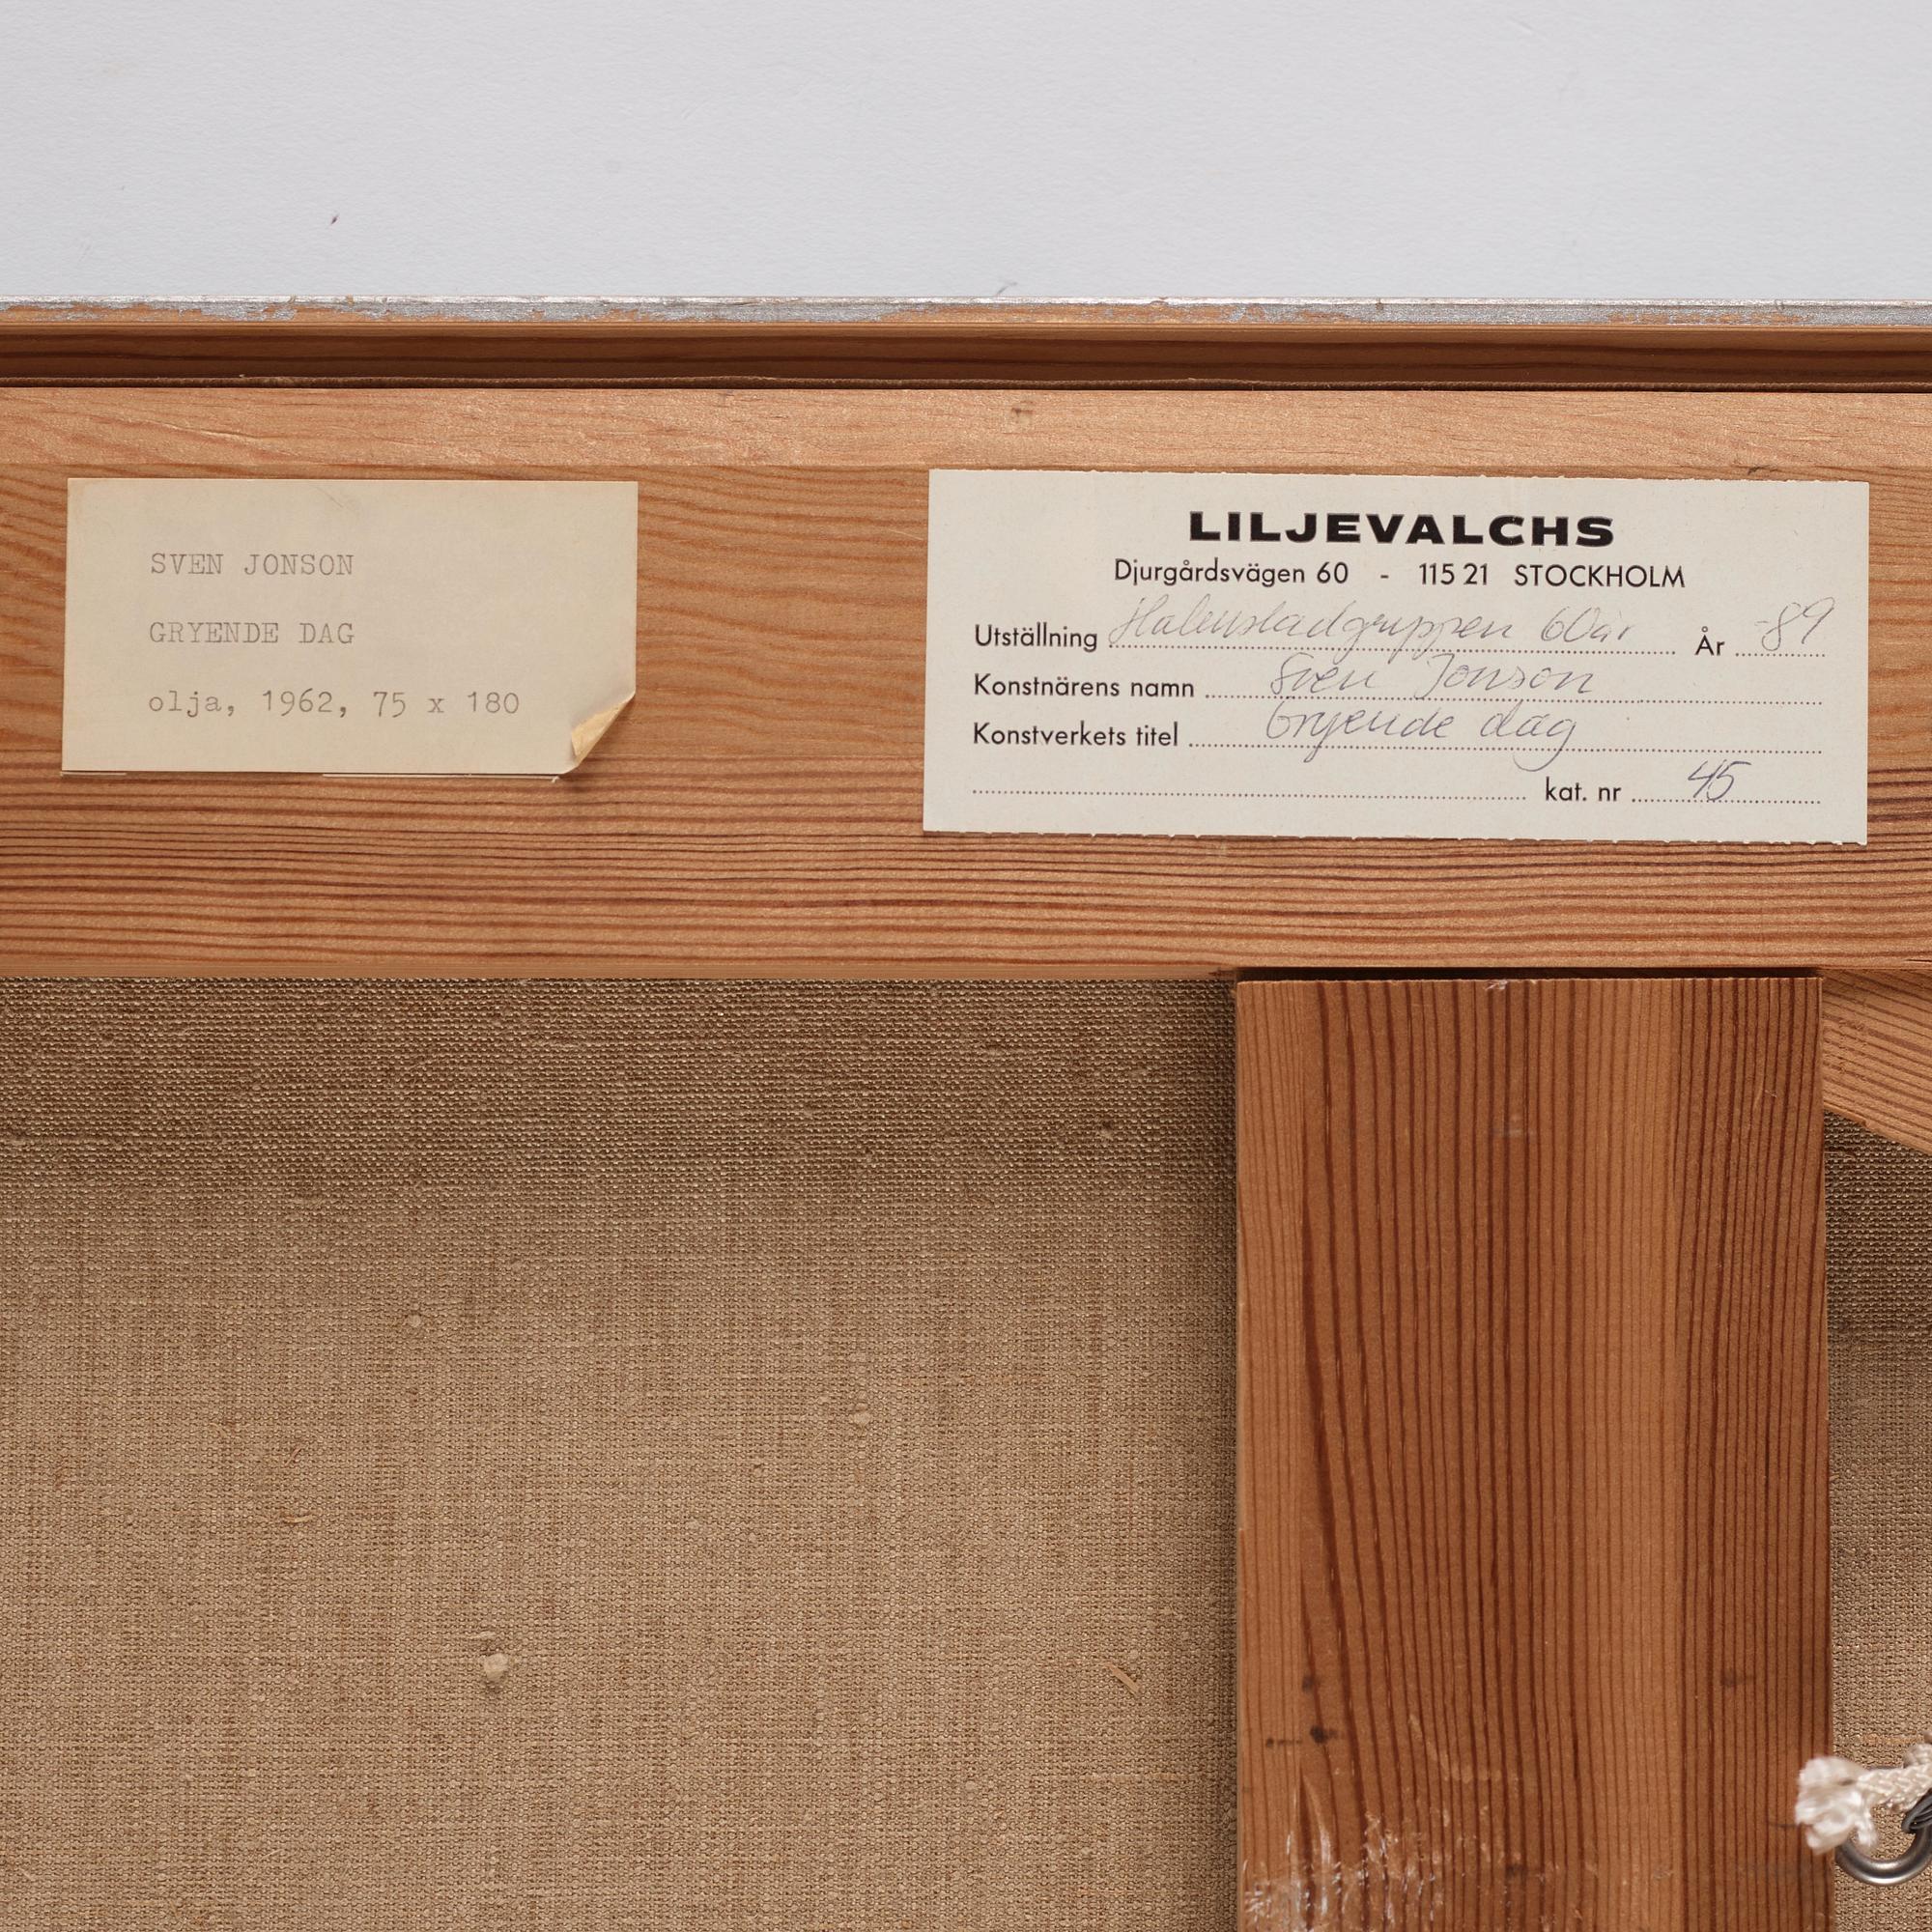 SVEN JONSON
GRYENDE DAG
olja, 1962, 75 x 180
LILJEVALCHS
Djurgårdsvägen 60 - 115 21 STOCKHOLM
Utställning Halmstadgruppen 60 år År -89
Konstnärens namn Sven Jonson
Konstverkets titel Gryende dag
kat. nr 45